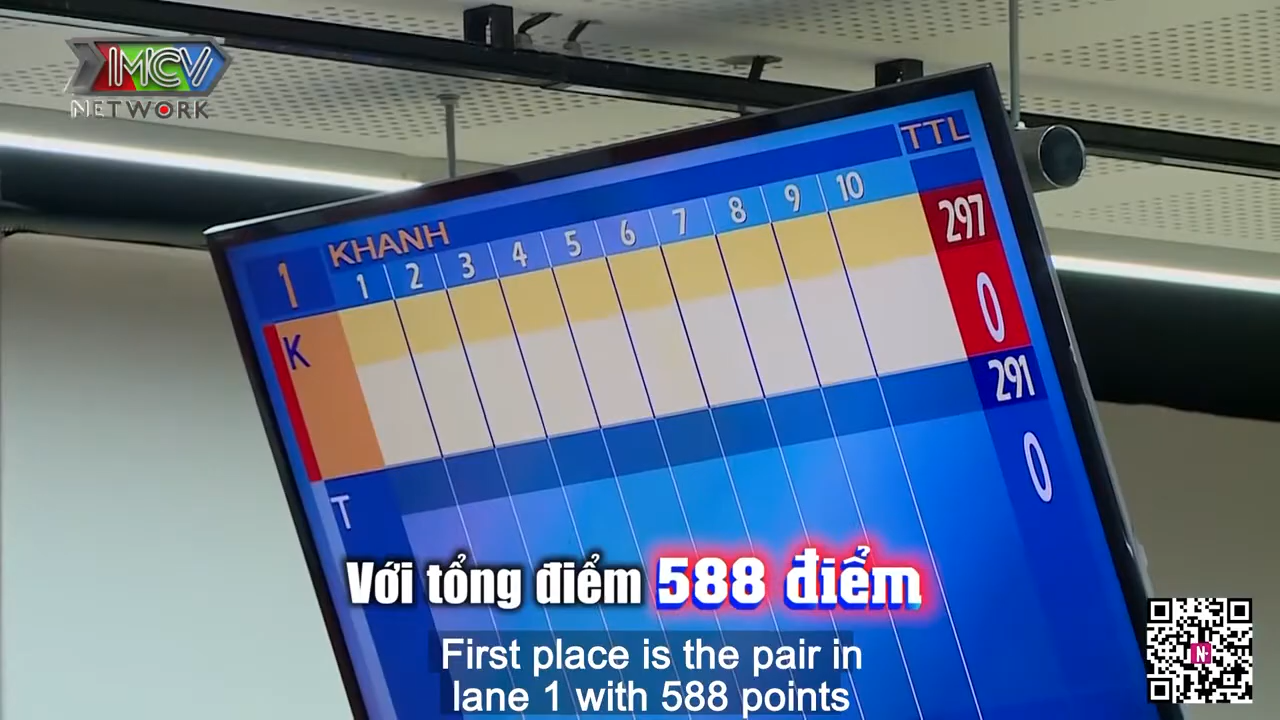 MCV
NETWORK
TTL
1 KHANH
1 2 3 4 5 6 7 8 9 10
297
K
0
291
T
0
Với tổng điểm 588 điểm
First place is the pair in
lane 1 with 588 points